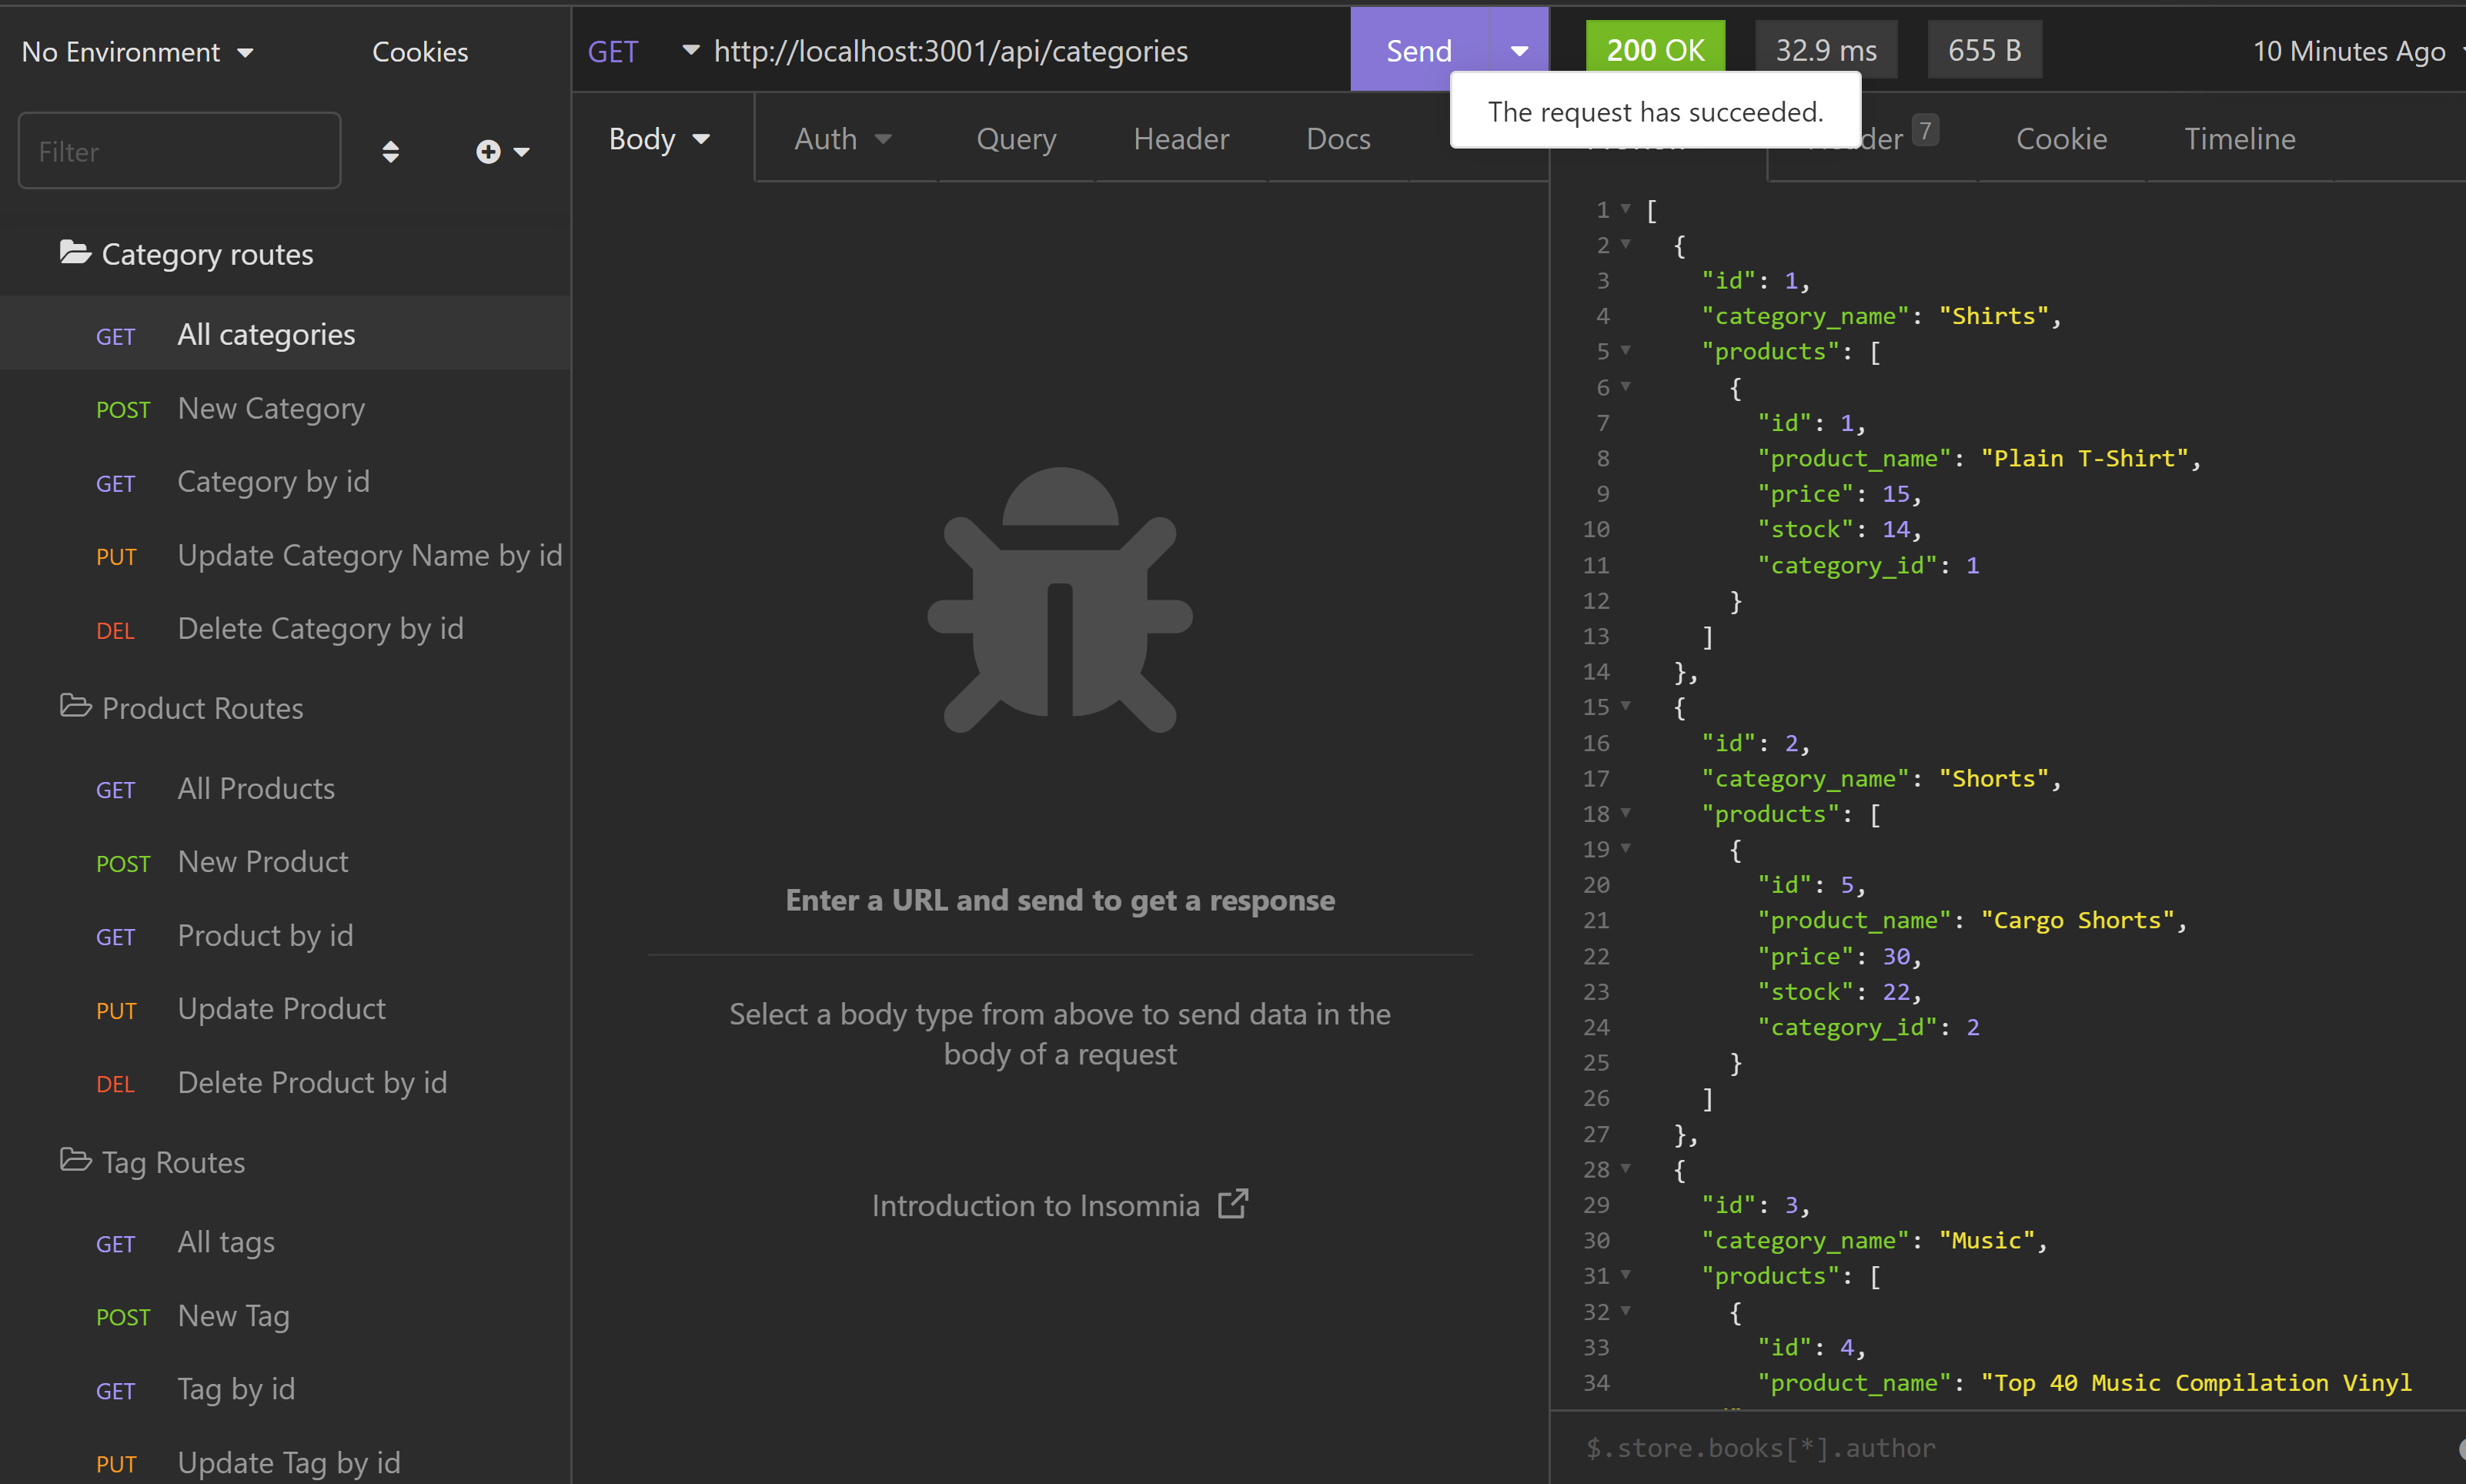 No Environment
Cookies
GET http://localhost:3001/api/categories
Send
200 OK
32.9 ms
655 B
10 Minutes Ago
The request has succeeded.
Filter
Body
Auth
Query
Header
Docs
7
Cookie
Timeline
Category routes
GET All categories
POST New Category
GET Category by id
PUT Update Category Name by id
DEL Delete Category by id
Product Routes
GET All Products
POST New Product
GET Product by id
PUT Update Product
DEL Delete Product by id
Tag Routes
GET All tags
POST New Tag
GET Tag by id
PUT Update Tag by id
Enter a URL and send to get a response
Select a body type from above to send data in the
body of a request
Introduction to Insomnia
1 [
2 {
3 "id": 1,
4 "category_name": "Shirts",
5 "products": [
6 {
7 "id": 1,
8 "product_name": "Plain T-Shirt",
9 "price": 15,
10 "stock": 14,
11 "category_id": 1
12 }
13 ]
14 },
15 {
16 "id": 2,
17 "category_name": "Shorts",
18 "products": [
19 {
20 "id": 5,
21 "product_name": "Cargo Shorts",
22 "price": 30,
23 "stock": 22,
24 "category_id": 2
25 }
26 ]
27 },
28 {
29 "id": 3,
30 "category_name": "Music",
31 "products": [
32 {
33 "id": 4,
34 "product_name": "Top 40 Music Compilation Vinyl
$.store.books[*].author